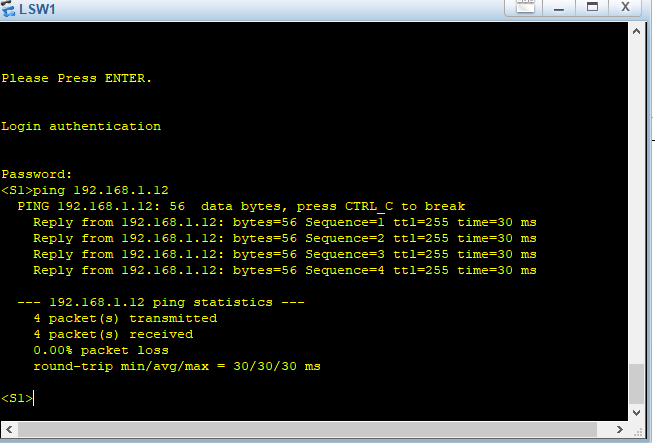 LSW1
Please Press ENTER.
Login authentication
Password:
<S1>ping 192.168.1.12
  PING 192.168.1.12: 56  data bytes, press CTRL_C to break
    Reply from 192.168.1.12: bytes=56 Sequence=1 ttl=255 time=30 ms
    Reply from 192.168.1.12: bytes=56 Sequence=2 ttl=255 time=30 ms
    Reply from 192.168.1.12: bytes=56 Sequence=3 ttl=255 time=30 ms
    Reply from 192.168.1.12: bytes=56 Sequence=4 ttl=255 time=30 ms
  --- 192.168.1.12 ping statistics ---
    4 packet(s) transmitted
    4 packet(s) received
    0.00% packet loss
    round-trip min/avg/max = 30/30/30 ms
<S1>